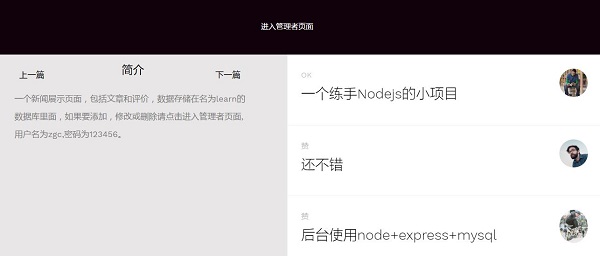 进入管理者页面
上一篇
简介
下一篇
一个新闻展示页面，包括文章和评价，数据存储在名为learn的
数据库里面，如果要添加，修改或删除请点击进入管理者页面,
用户名为zgc,密码为123456。
OK
一个练手Nodejs的小项目
赞
还不错
赞
后台使用node+express+mysql